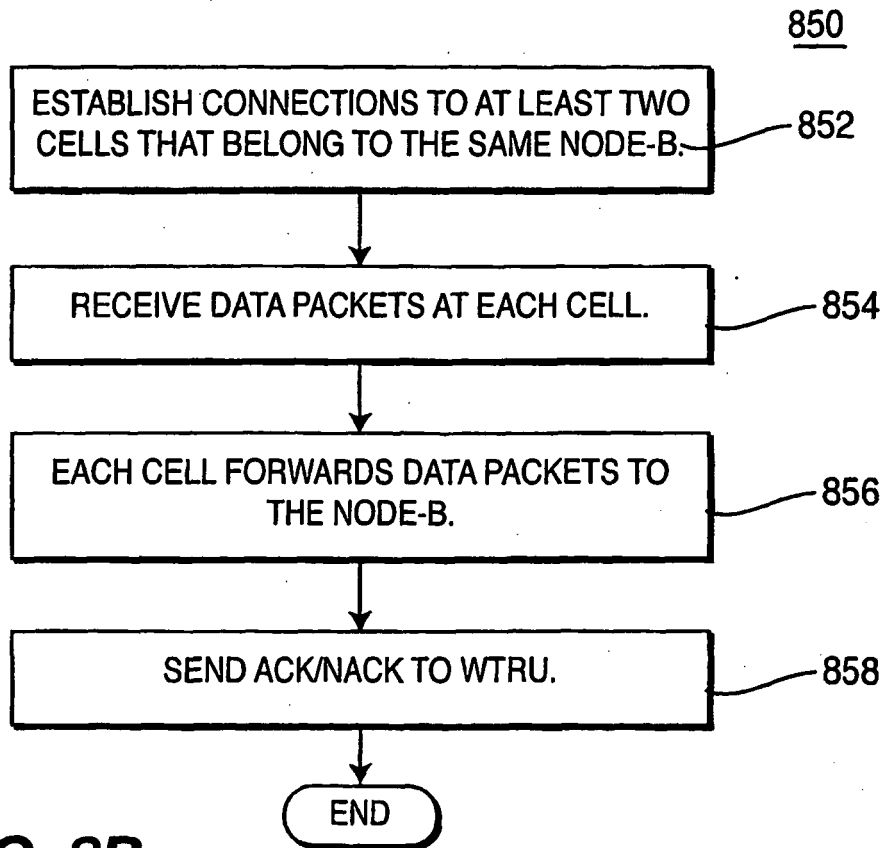 850
ESTABLISH CONNECTIONS TO AT LEAST TWO
CELLS THAT BELONG TO THE SAME NODE-B.
852
RECEIVE DATA PACKETS AT EACH CELL.
854
EACH CELL FORWARDS DATA PACKETS TO
THE NODE-B.
856
SEND ACK/NACK TO WTRU.
858
END